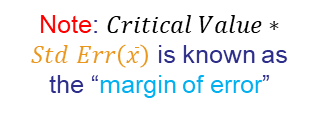 Note: Critical Value *
Std Err(x̄) is known as
the “margin of error”